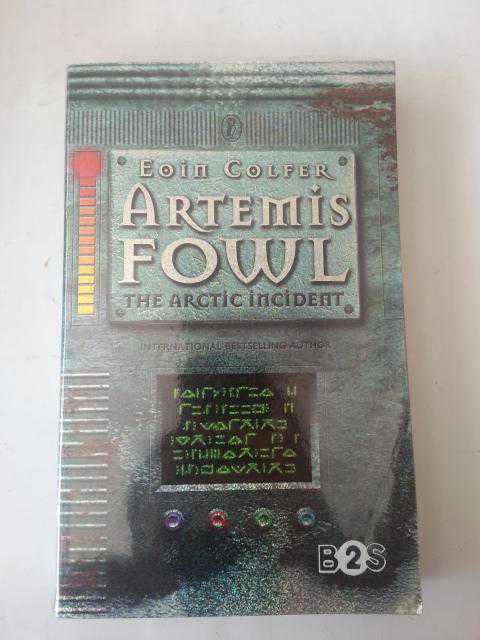 EOIN COLFER
ARTEMIS
FOWL
THE ARCTIC INCIDENT
INTERNATIONAL BESTSELLING AUTHOR
B2S